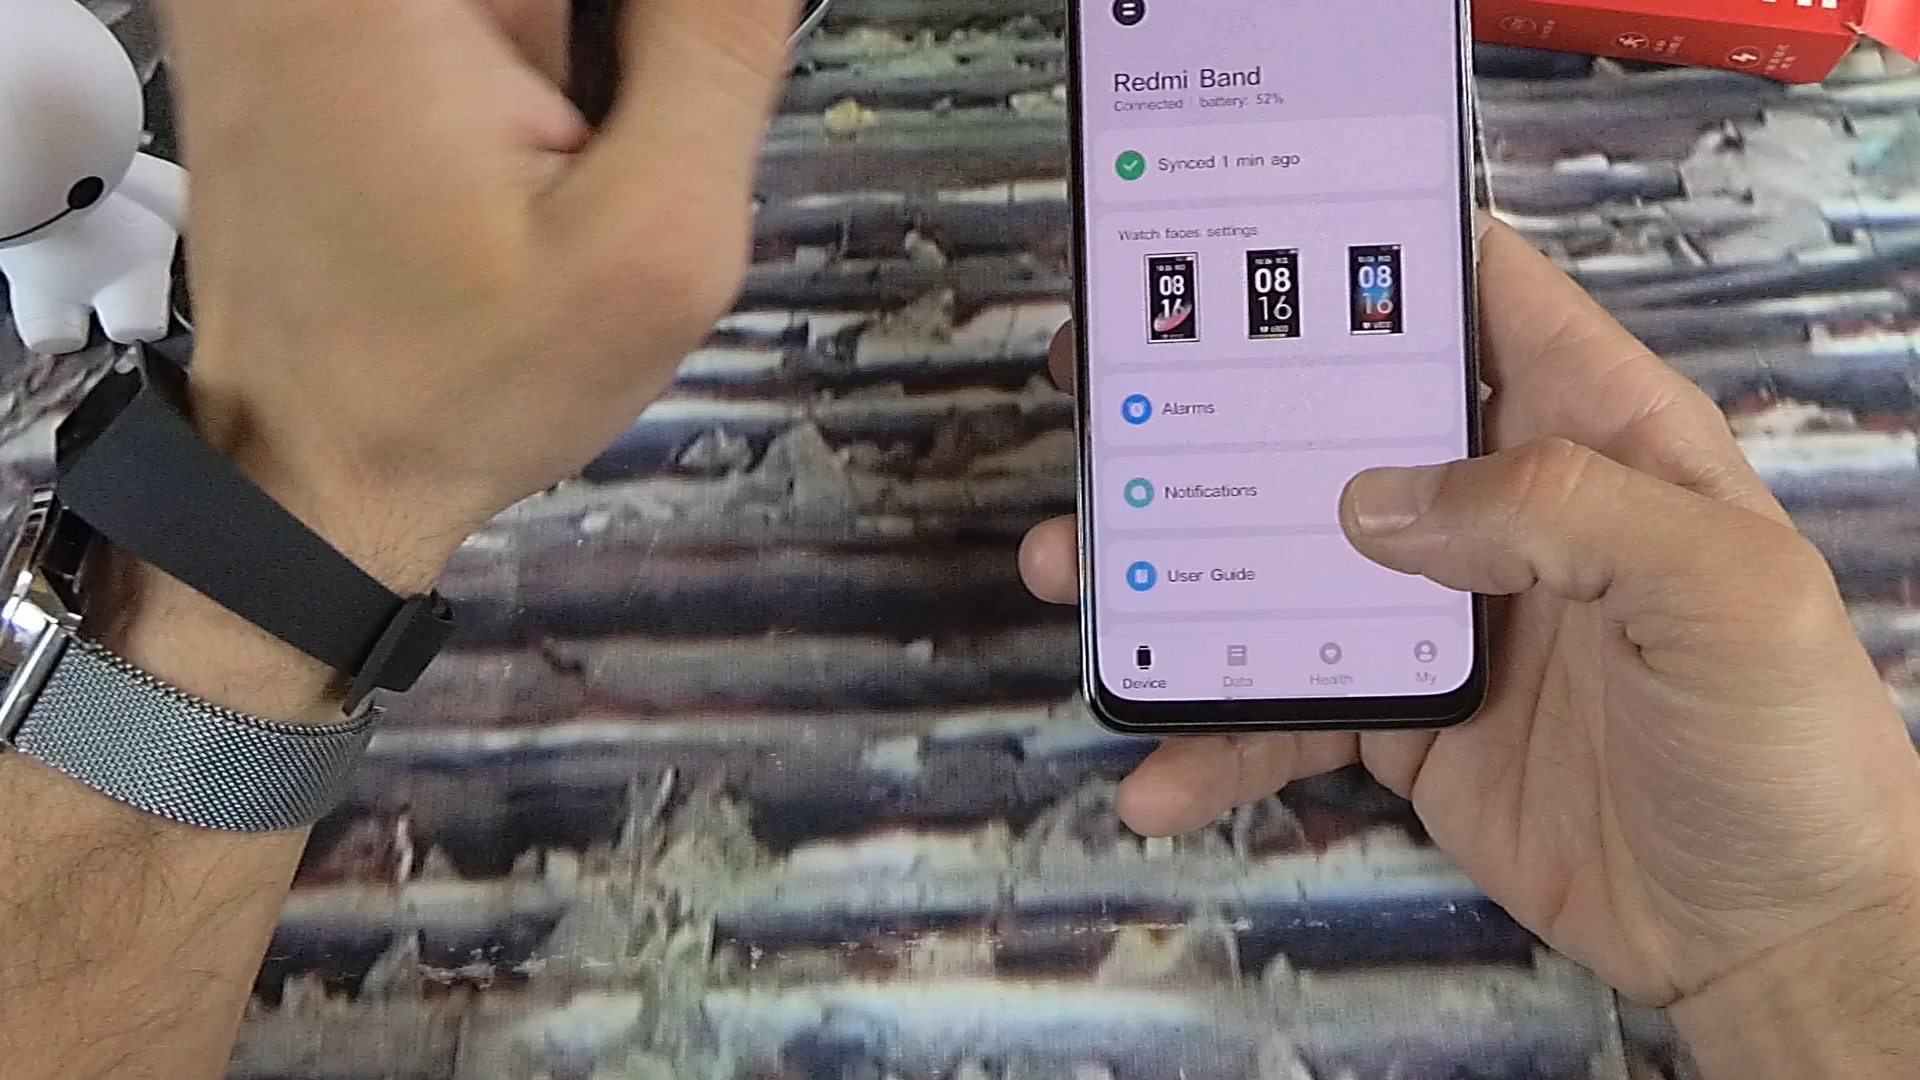 Redmi Band
Connected | battery: 52%
Synced 1 min ago
Watch faces settings
08
16
08
16
08
16
Alarms
Notifications
User Guide
Device
Data
Health
My